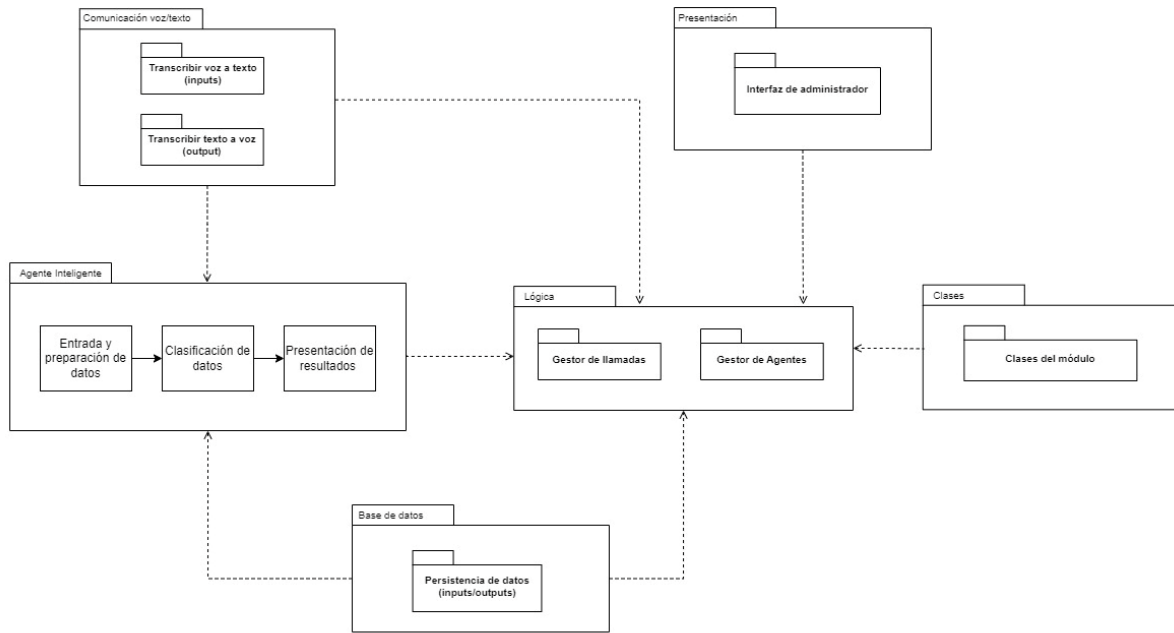 Comunicación voz/texto
Transcribir voz a texto
(inputs)
Transcribir texto a voz
(output)
Presentación
Interfaz de administrador
Agente Inteligente
Entrada y
preparación de
datos
Clasificación de
datos
Presentación de
resultados
Lógica
Gestor de llamadas
Gestor de Agentes
Clases
Clases del módulo
Base de datos
Persistencia de datos
(inputs/outputs)